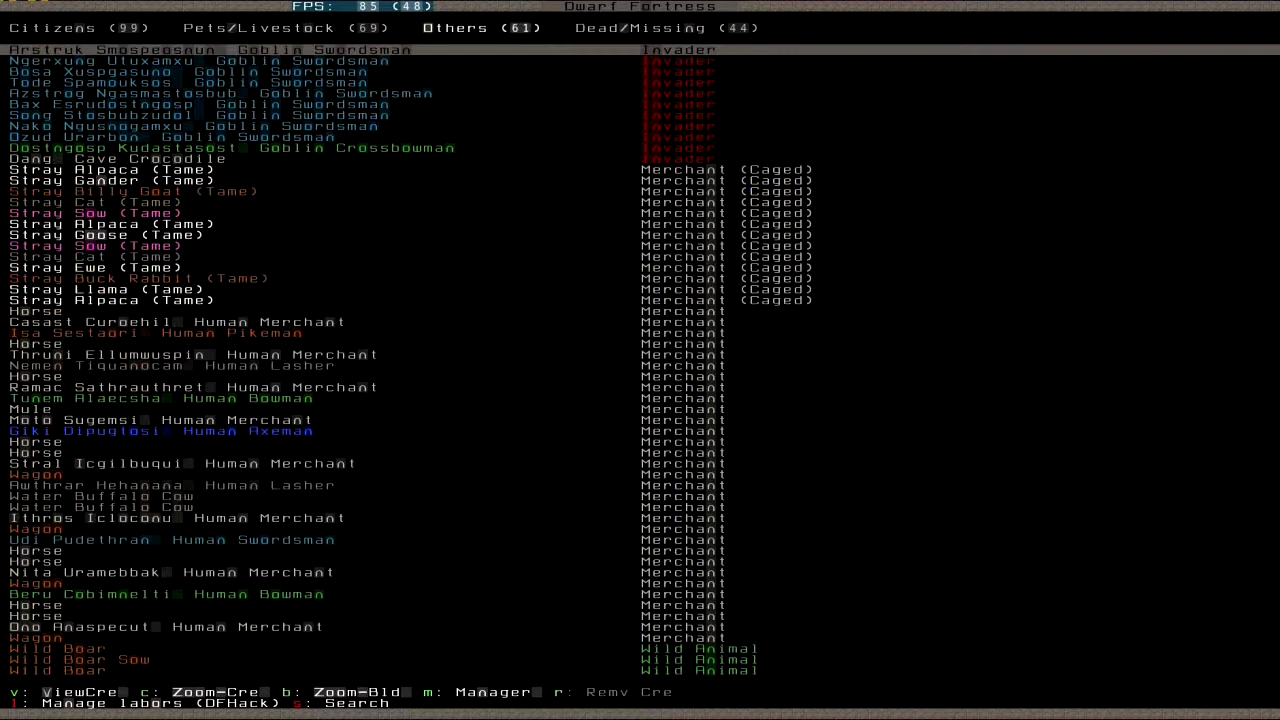 FPS: 85 (48) Dwarf Fortress
Citizens (99) Pets/Livestock (69) Others (61) Dead/Missing (44)
Arstruk Smospeosnun Goblin Swordsman Invader
Ngerxung Utuxamxu Goblin Swordsman Invader
Bosa Xuspgasuno Goblin Swordsman Invader
Tode Spamouksos Goblin Swordsman Invader
Azstrog Ngasmastosbub Goblin Swordsman Invader
Bax Esrudostngosp Goblin Swordsman Invader
Song Stosbubzudol Goblin Swordsman Invader
Nako Ngusnogamxu Goblin Swordsman Invader
Ozud Urarbon Goblin Swordsman Invader
Dostngosp Kudastasost Goblin Crossbowman Invader
Dang Cave Crocodile Invader
Stray Alpaca (Tame) Merchant (Caged)
Stray Gander (Tame) Merchant (Caged)
Stray Billy Goat (Tame) Merchant (Caged)
Stray Cat (Tame) Merchant (Caged)
Stray Sow (Tame) Merchant (Caged)
Stray Alpaca (Tame) Merchant (Caged)
Stray Goose (Tame) Merchant (Caged)
Stray Sow (Tame) Merchant (Caged)
Stray Cat (Tame) Merchant (Caged)
Stray Ewe (Tame) Merchant (Caged)
Stray Buck Rabbit (Tame) Merchant (Caged)
Stray Llama (Tame) Merchant (Caged)
Stray Alpaca (Tame) Merchant (Caged)
Horse Merchant
Casast Curoehil Human Merchant Merchant
Isa Sestaori Human Pikeman Merchant
Horse Merchant
Thruni Ellumwuspin Human Merchant Merchant
Nemen Tiquanocam Human Lasher Merchant
Horse Merchant
Ramac Sathrauthret Human Merchant Merchant
Tunem Alaecsha Human Bowman Merchant
Mule Merchant
Moto Sugemsi Human Merchant Merchant
Giki Dipuglosi Human Axeman Merchant
Horse Merchant
Horse Merchant
Stral Icgilbuqui Human Merchant Merchant
Wagon Merchant
Awthrar Hehanana Human Lasher Merchant
Water Buffalo Cow Merchant
Water Buffalo Cow Merchant
Ithros Icloconu Human Merchant Merchant
Wagon Merchant
Udi Pudethran Human Swordsman Merchant
Horse Merchant
Horse Merchant
Nita Uramebbak Human Merchant Merchant
Wagon Merchant
Beru Cobimnelti Human Bowman Merchant
Horse Merchant
Horse Merchant
Ono Anaspecut Human Merchant Merchant
Wagon Merchant
Wild Boar Wild Animal
Wild Boar Sow Wild Animal
Wild Boar Wild Animal
v: ViewCre c: Zoom-Cre b: Zoom-Bld m: Manager r: Remv Cre
l: Manage labors (DFHack) s: Search